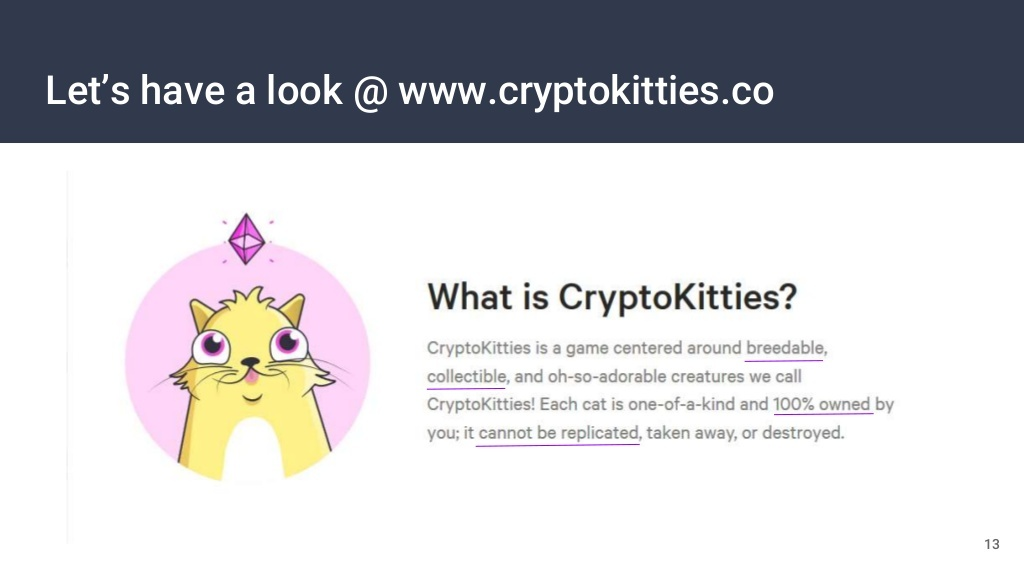 Let’s have a look @ www.cryptokitties.co
What is CryptoKitties?
CryptoKitties is a game centered around breedable,
collectible, and oh-so-adorable creatures we call
CryptoKitties! Each cat is one-of-a-kind and 100% owned by
you; it cannot be replicated, taken away, or destroyed.
13